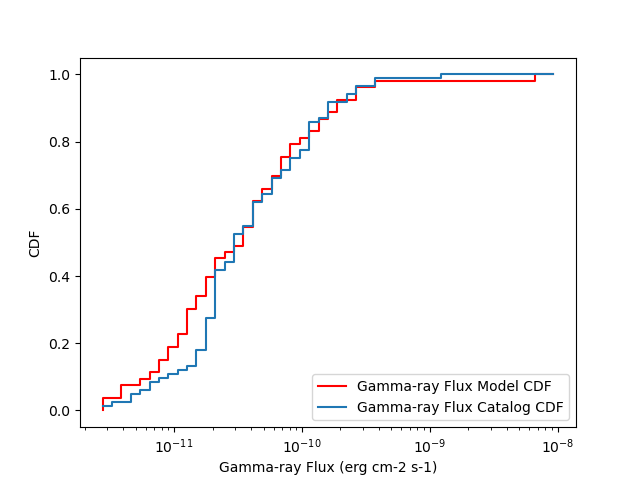 1.0
0.8
0.6
0.4
0.2
0.0
CDF
10⁻¹¹
10⁻¹⁰
10⁻⁹
10⁻⁸
Gamma-ray Flux (erg cm-2 s-1)
Gamma-ray Flux Model CDF
Gamma-ray Flux Catalog CDF